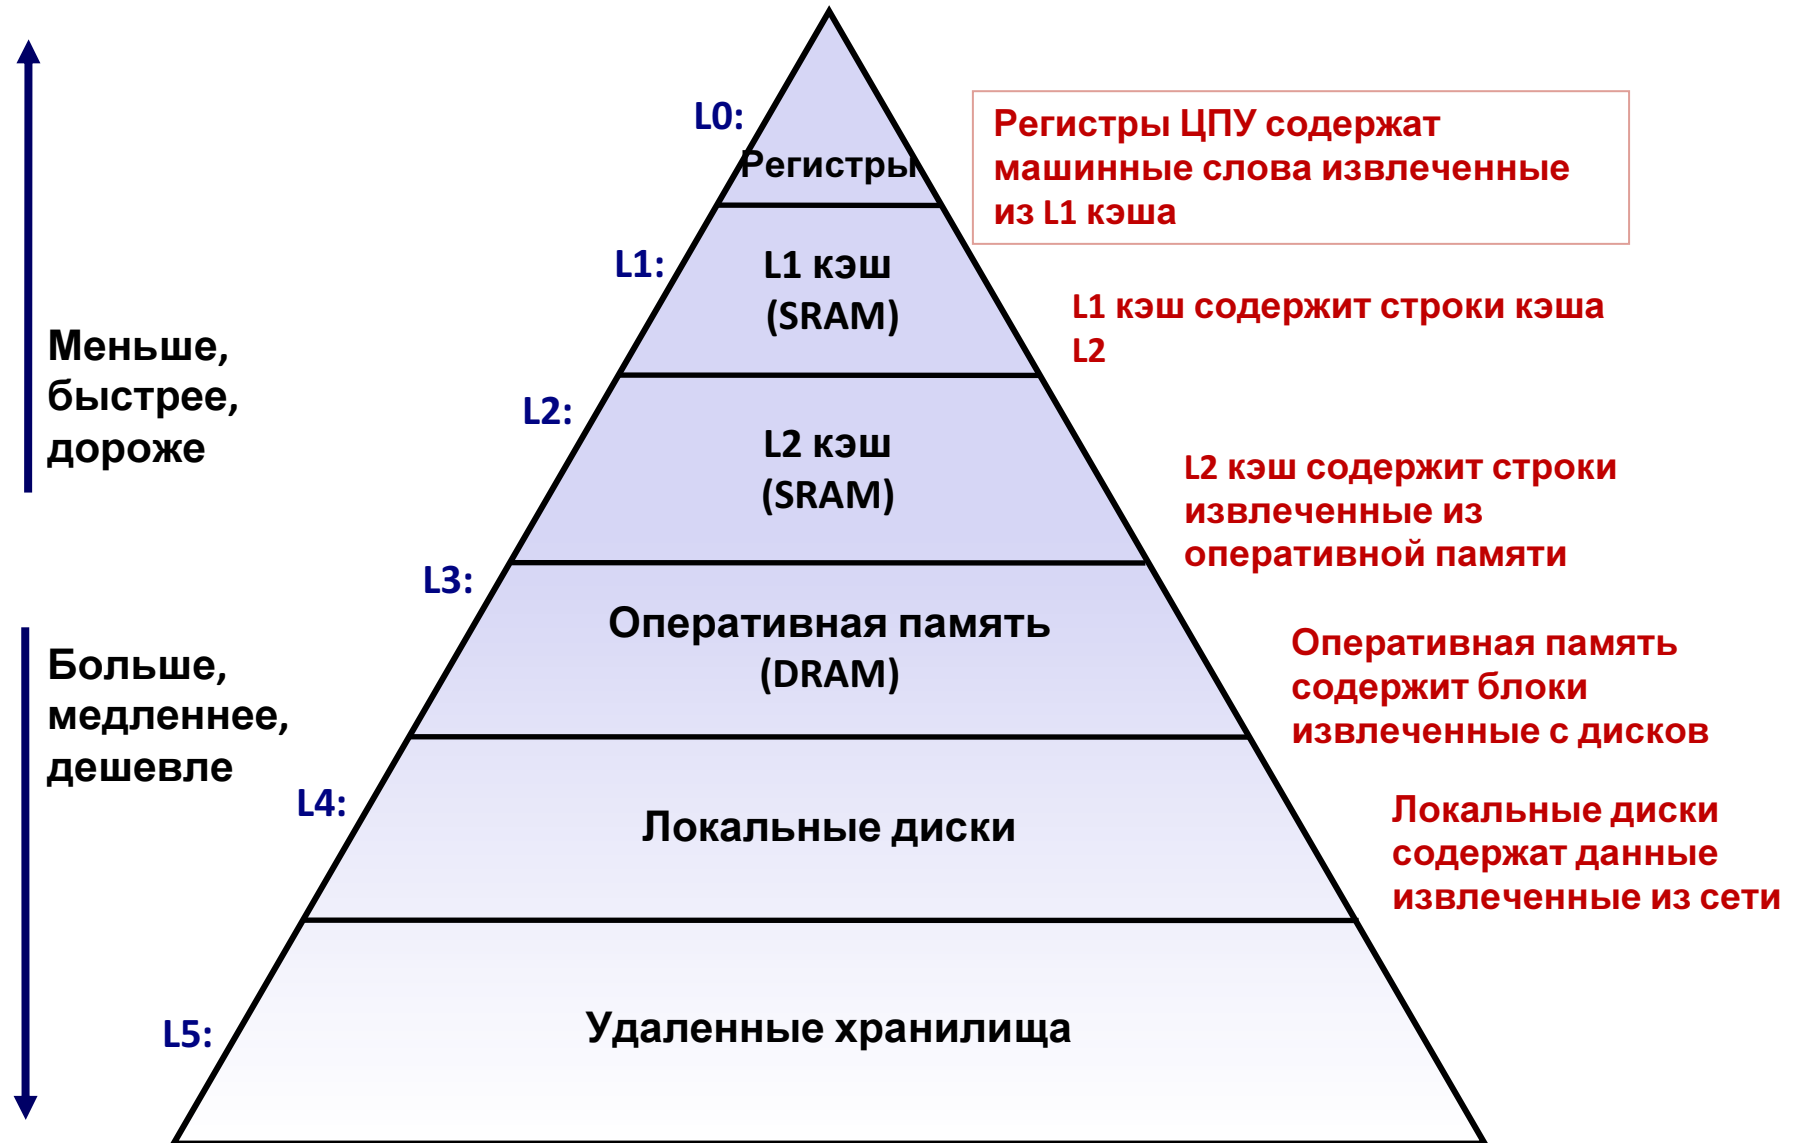 L0:
Регистры
Регистры ЦПУ содержат
машинные слова извлеченные
из L1 кэша
L1:
L1 кэш
(SRAM)
L1 кэш содержит строки кэша
L2
Меньше,
быстрее,
дороже
L2:
L2 кэш
(SRAM)
L2 кэш содержит строки
извлеченные из
оперативной памяти
L3:
Оперативная память
(DRAM)
Оперативная память
содержит блоки
извлеченные с дисков
Больше,
медленнее,
дешевле
L4:
Локальные диски
Локальные диски
содержат данные
извлеченные из сети
L5:
Удаленные хранилища